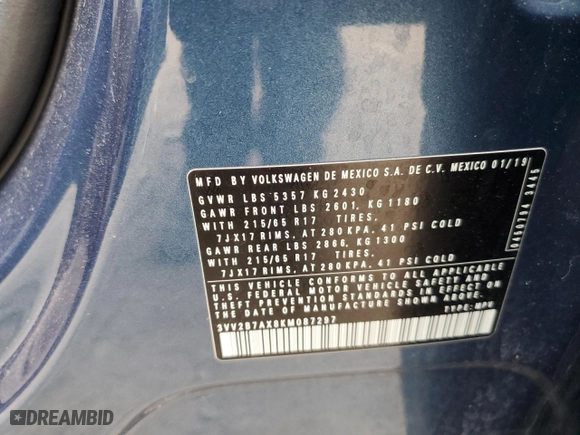 MFD BY VOLKSWAGEN DE MEXICO S.A. DE C.V. MEXICO 01/19
GVWR LBS 5357 KG 2430
GAWR FRONT LBS 2601, KG 1180
WITH 215/65 R17 TIRES.
7JX17 RIMS, AT 280 KPA, 41 PSI COLD
GAWR REAR LBS 2866, KG 1300
WITH 215/65 R17 TIRES.
7JX17 RIMS, AT 280 KPA, 41 PSI COLD
THIS VEHICLE CONFORMS TO ALL APPLICABLE
U.S. FEDERAL MOTOR VEHICLE SAFETY AND
THEFT PREVENTION STANDARDS IN EFFECT ON
THE DATE OF MANUFACTURE SHOWN ABOVE.
3VV2B7AX8KM087287 TYPE: MPV
DREAMBID